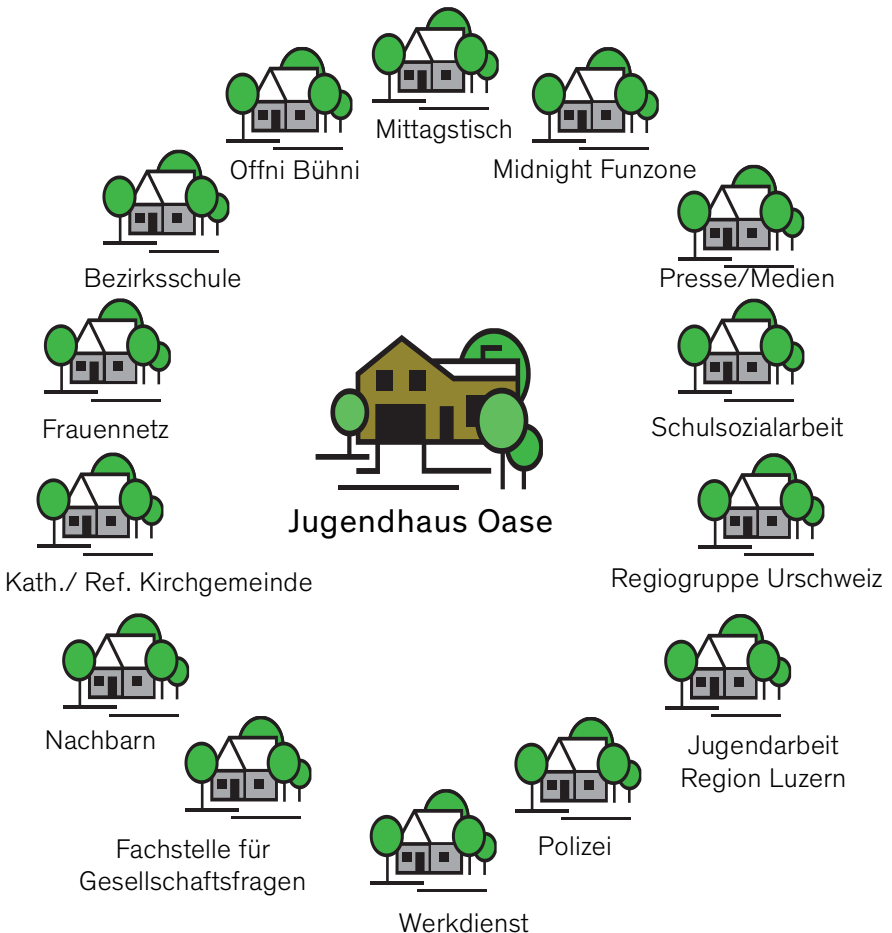 Mittagstisch
Offni Bühni
Midnight Funzone
Bezirksschule
Presse/Medien
Frauennetz
Schulsozialarbeit
Jugendhaus Oase
Kath./ Ref. Kirchgemeinde
Regiogruppe Urschweiz
Nachbarn
Jugendarbeit
Region Luzern
Fachstelle für
Gesellschaftsfragen
Polizei
Werkdienst